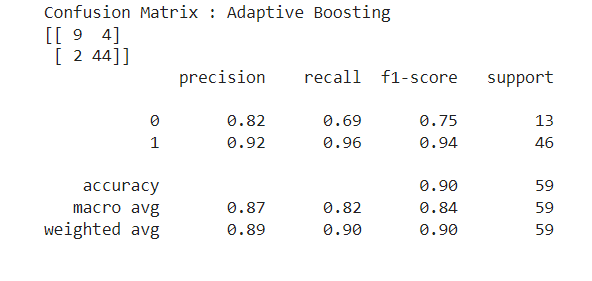 Confusion Matrix : Adaptive Boosting
[[ 9  4]
 [ 2 44]]
              precision    recall  f1-score   support

           0       0.82      0.69      0.75        13
           1       0.92      0.96      0.94        46

    accuracy                           0.90        59
   macro avg       0.87      0.82      0.84        59
weighted avg       0.89      0.90      0.90        59